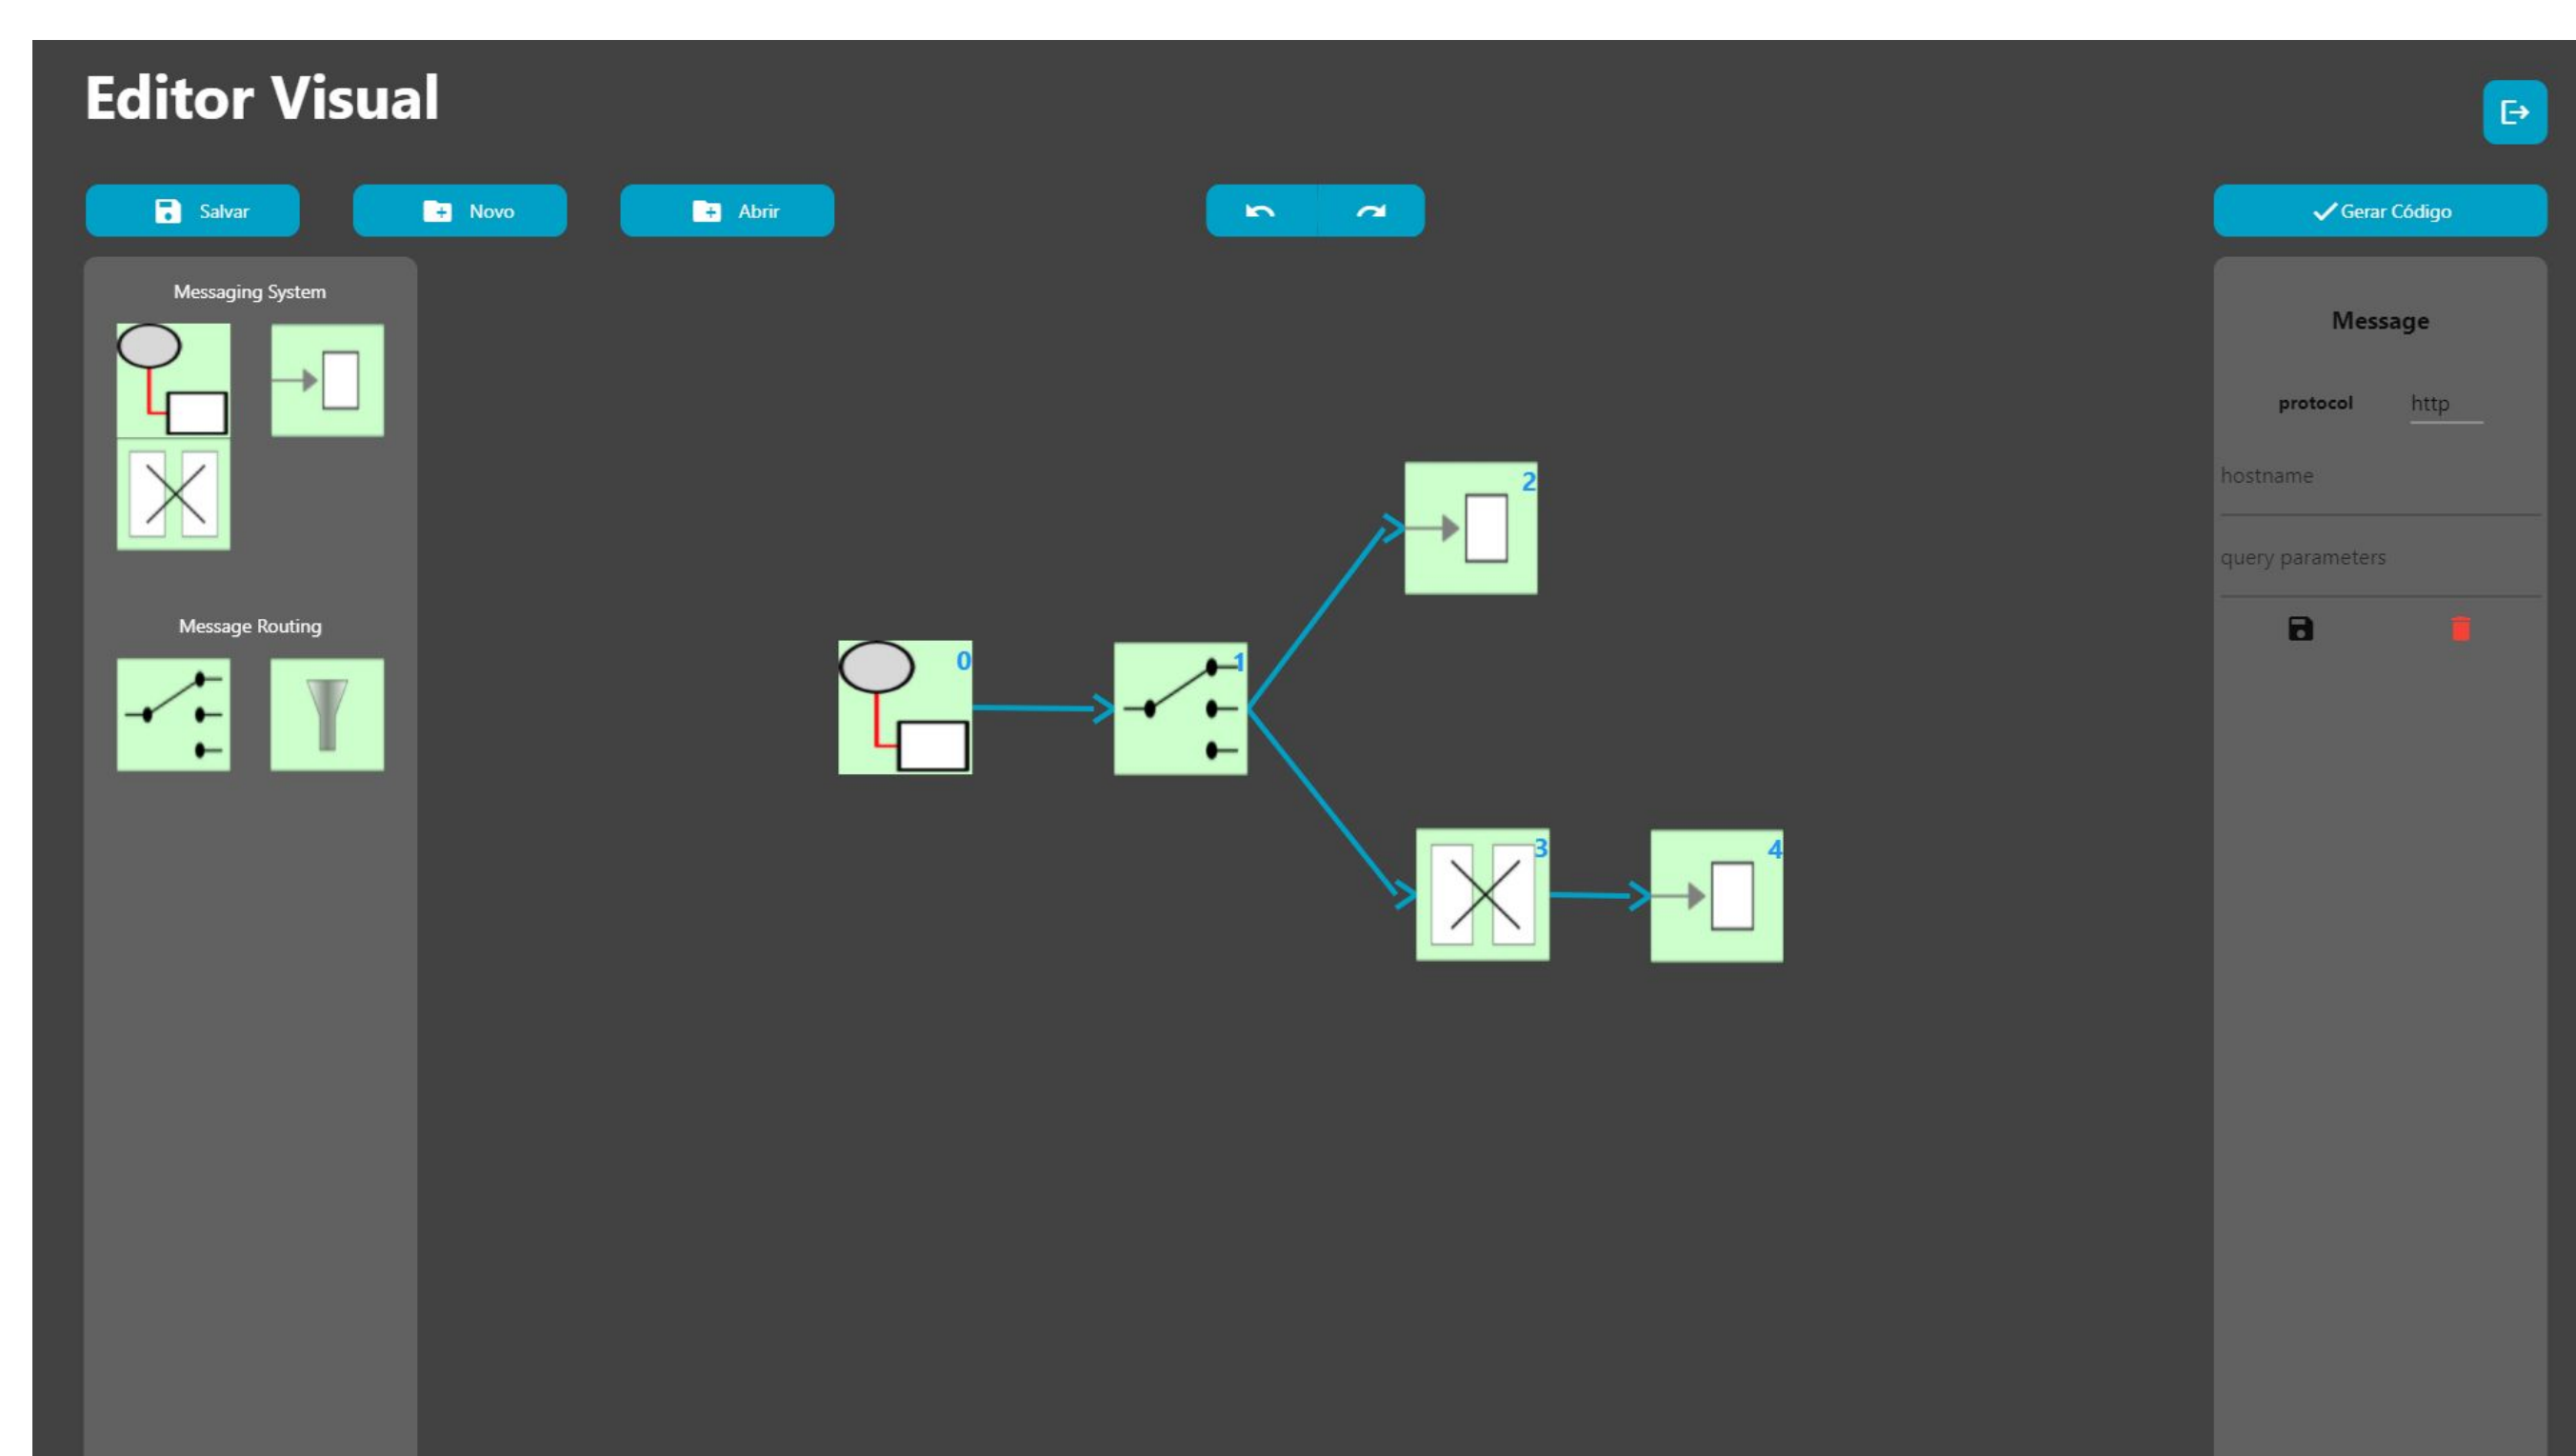 Editor Visual
Salvar
Novo
Abrir
Gerar Código
Messaging System
Message Routing
0
1
2
3
4
Message
protocol http
hostname
query parameters